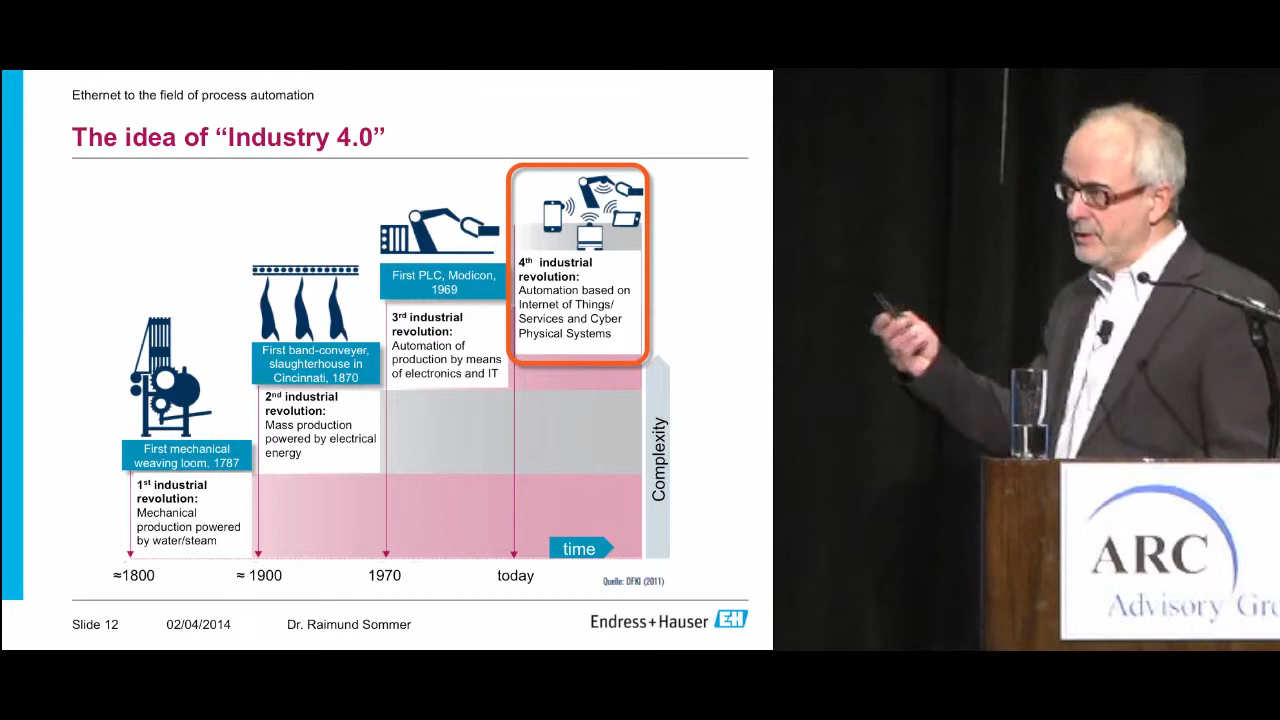 Ethernet to the field of process automation
The idea of “Industry 4.0”
4th industrial
revolution:
Automation based on
Internet of Things/
Services and Cyber
Physical Systems
First PLC, Modicon,
1969
3rd industrial
revolution:
Automation of
production by means
of electronics and IT
First band-conveyer,
slaughterhouse in
Cincinnati, 1870
2nd industrial
revolution:
Mass production
powered by electrical
energy
First mechanical
weaving loom, 1787
1st industrial
revolution:
Mechanical
production powered
by water/steam
Complexity
time
≈1800
≈ 1900
1970
today
Quelle: DFKI (2011)
Slide 12
02/04/2014
Dr. Raimund Sommer
Endress+Hauser
EH
ARC
Advisory Gro